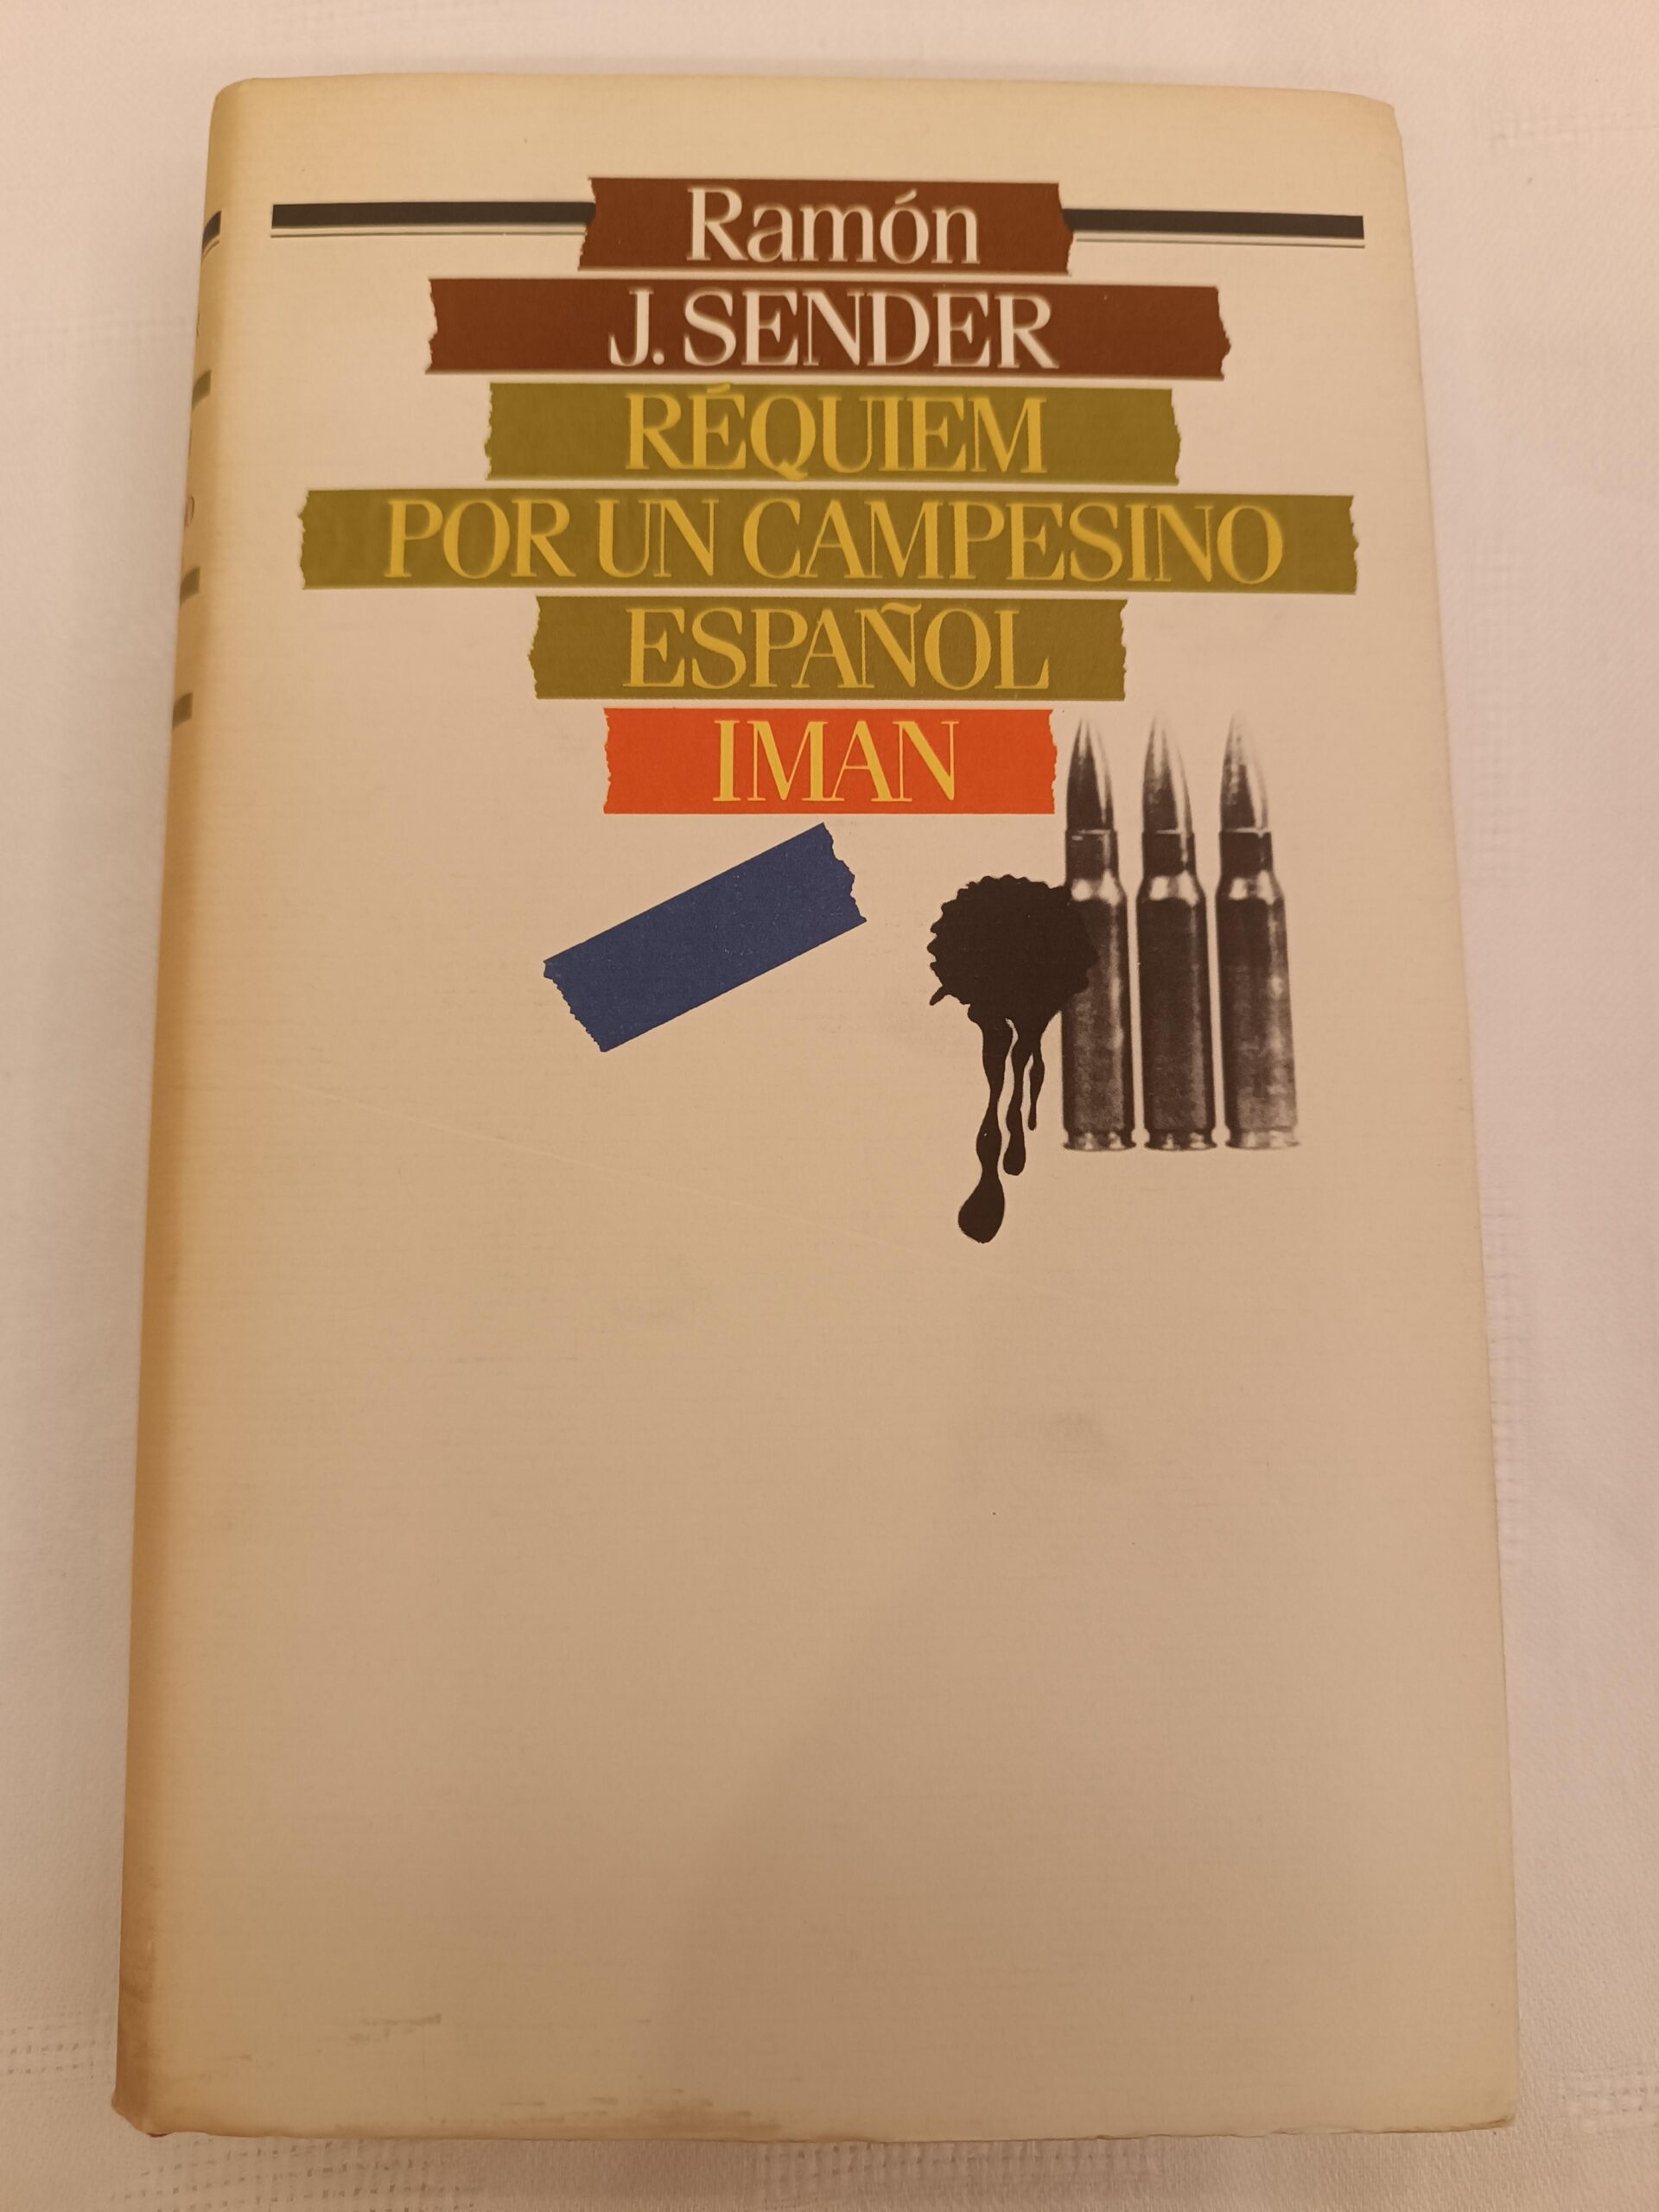 Ramón
J. SENDER
RÉQUIEM
POR UN CAMPESINO
ESPAÑOL
IMAN